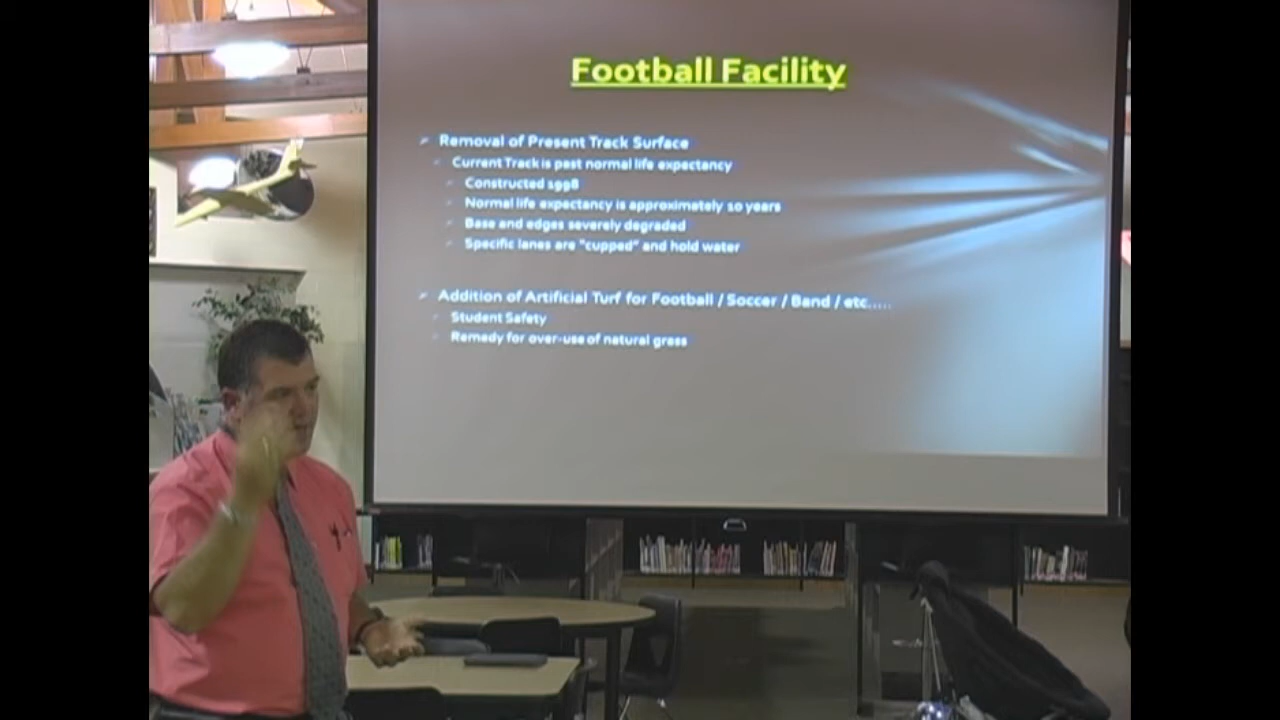 Football Facility
Removal of Present Track Surface
Current Track is past normal life expectancy
Constructed 1998
Normal life expectancy is approximately 10 years
Base and edges severely degraded
Specific lanes are "cupped" and hold water
Addition of Artificial Turf for Football / Soccer / Band / etc.....
Student Safety
Remedy for over-use of natural grass